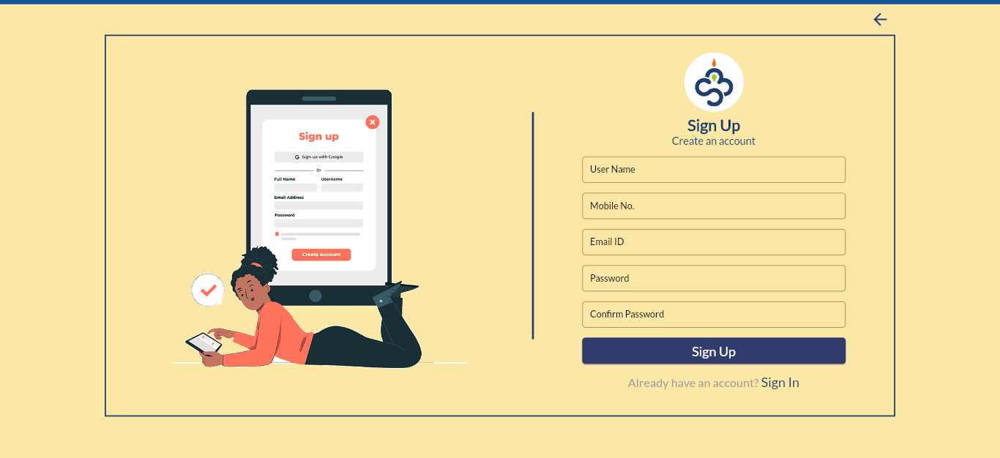 Sign up
Sign up with Google
Or
Full Name Username
Email Address
Password
Create Account
Sign Up
Create an account
User Name
Mobile No.
Email ID
Password
Confirm Password
Sign Up
Already have an account? Sign In